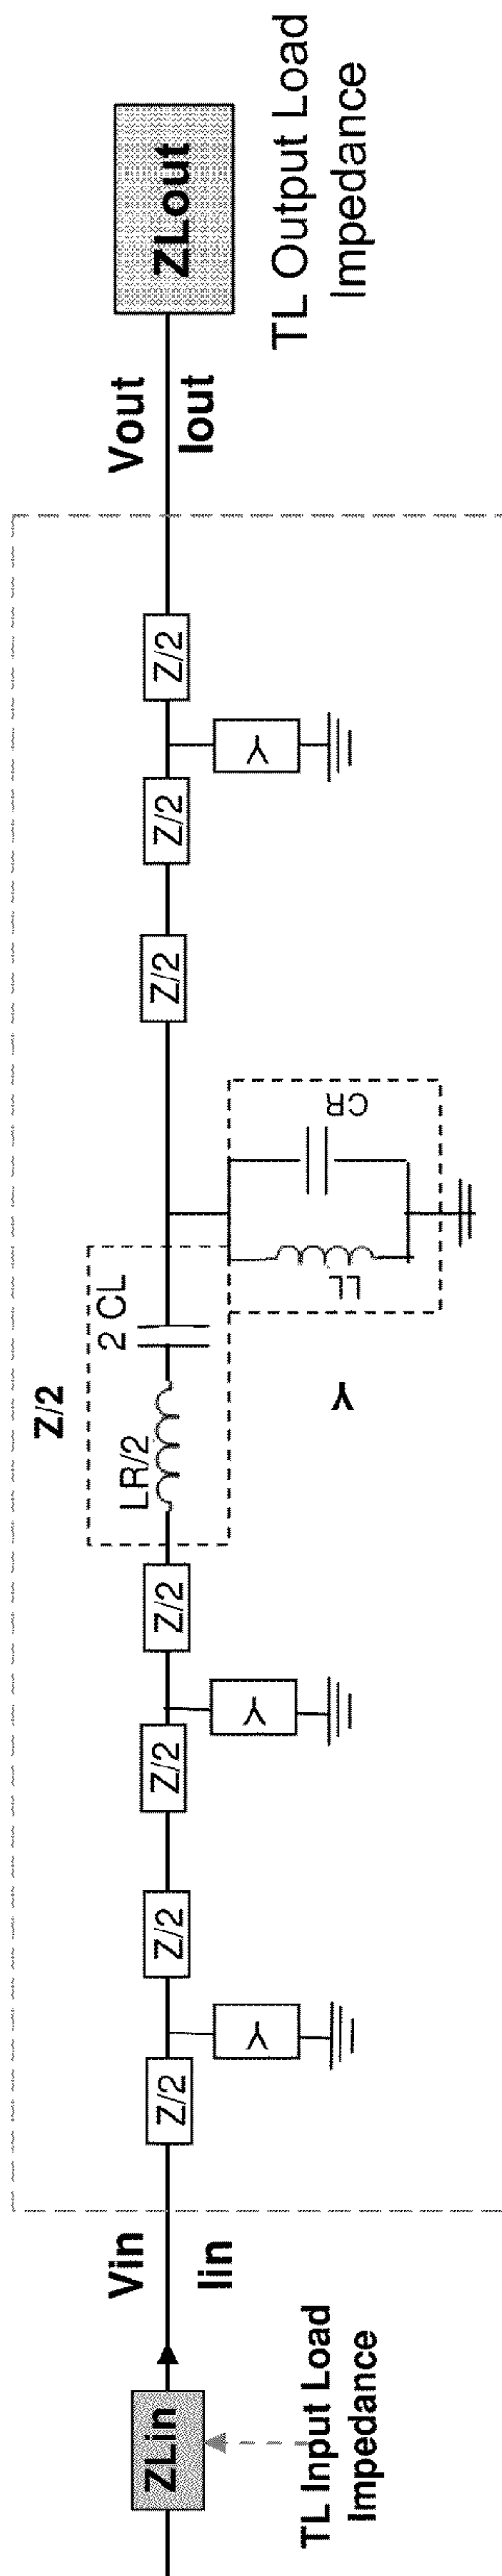 ZLin
TL Input Load
Impedance
Vin
Iin
Z/2
Y
Z/2
Z/2
Y
Z/2
Z/2
LR/2
2 CL
Y
LL
CR
Z/2
Z/2
Y
Z/2
Vout
Iout
ZLout
TL Output Load
Impedance